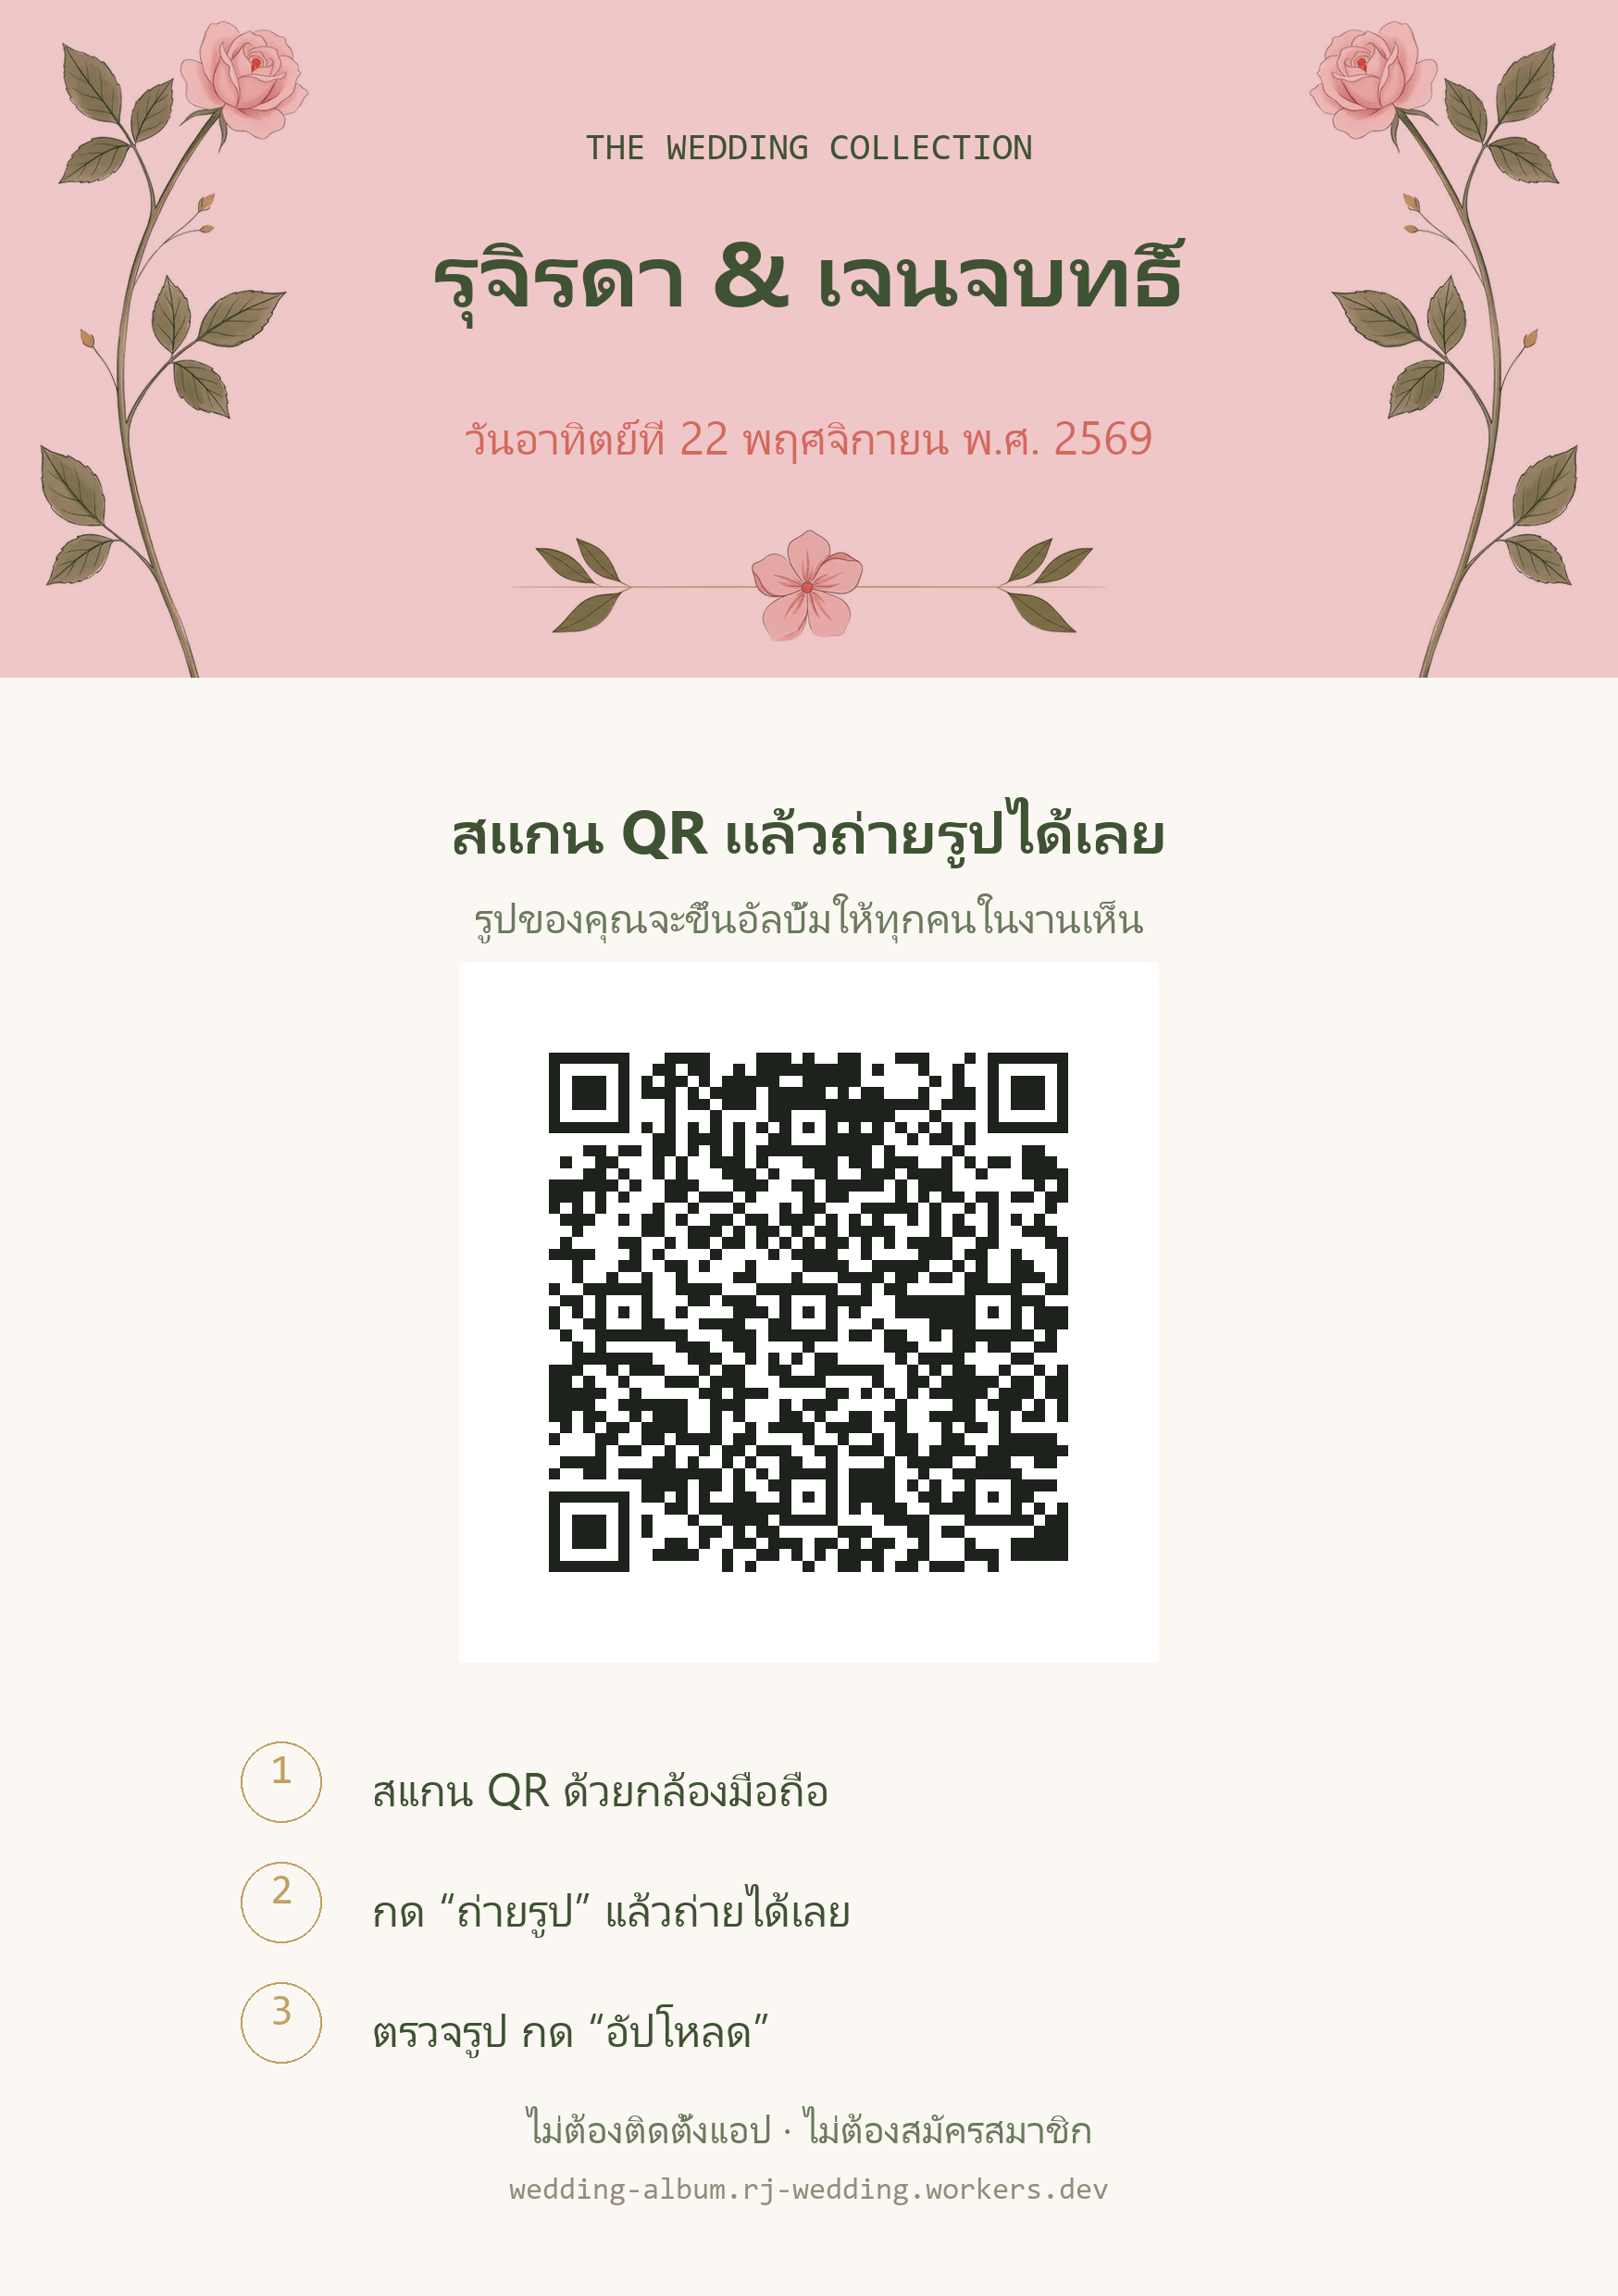 THE WEDDING COLLECTION
รุจิรดา & เจนจบทธิ์
วันอาทิตย์ที่ 22 พฤศจิกายน พ.ศ. 2569
สแกน QR แล้วถ่ายรูปได้เลย
รูปของคุณจะขึ้นอัลบั้มให้ทุกคนในงานเห็น
1 สแกน QR ด้วยกล้องมือถือ
2 กด “ถ่ายรูป” แล้วถ่ายได้เลย
3 ตรวจรูป กด “อัปโหลด”
ไม่ต้องติดตั้งแอป · ไม่ต้องสมัครสมาชิก
wedding-album.rj-wedding.workers.dev